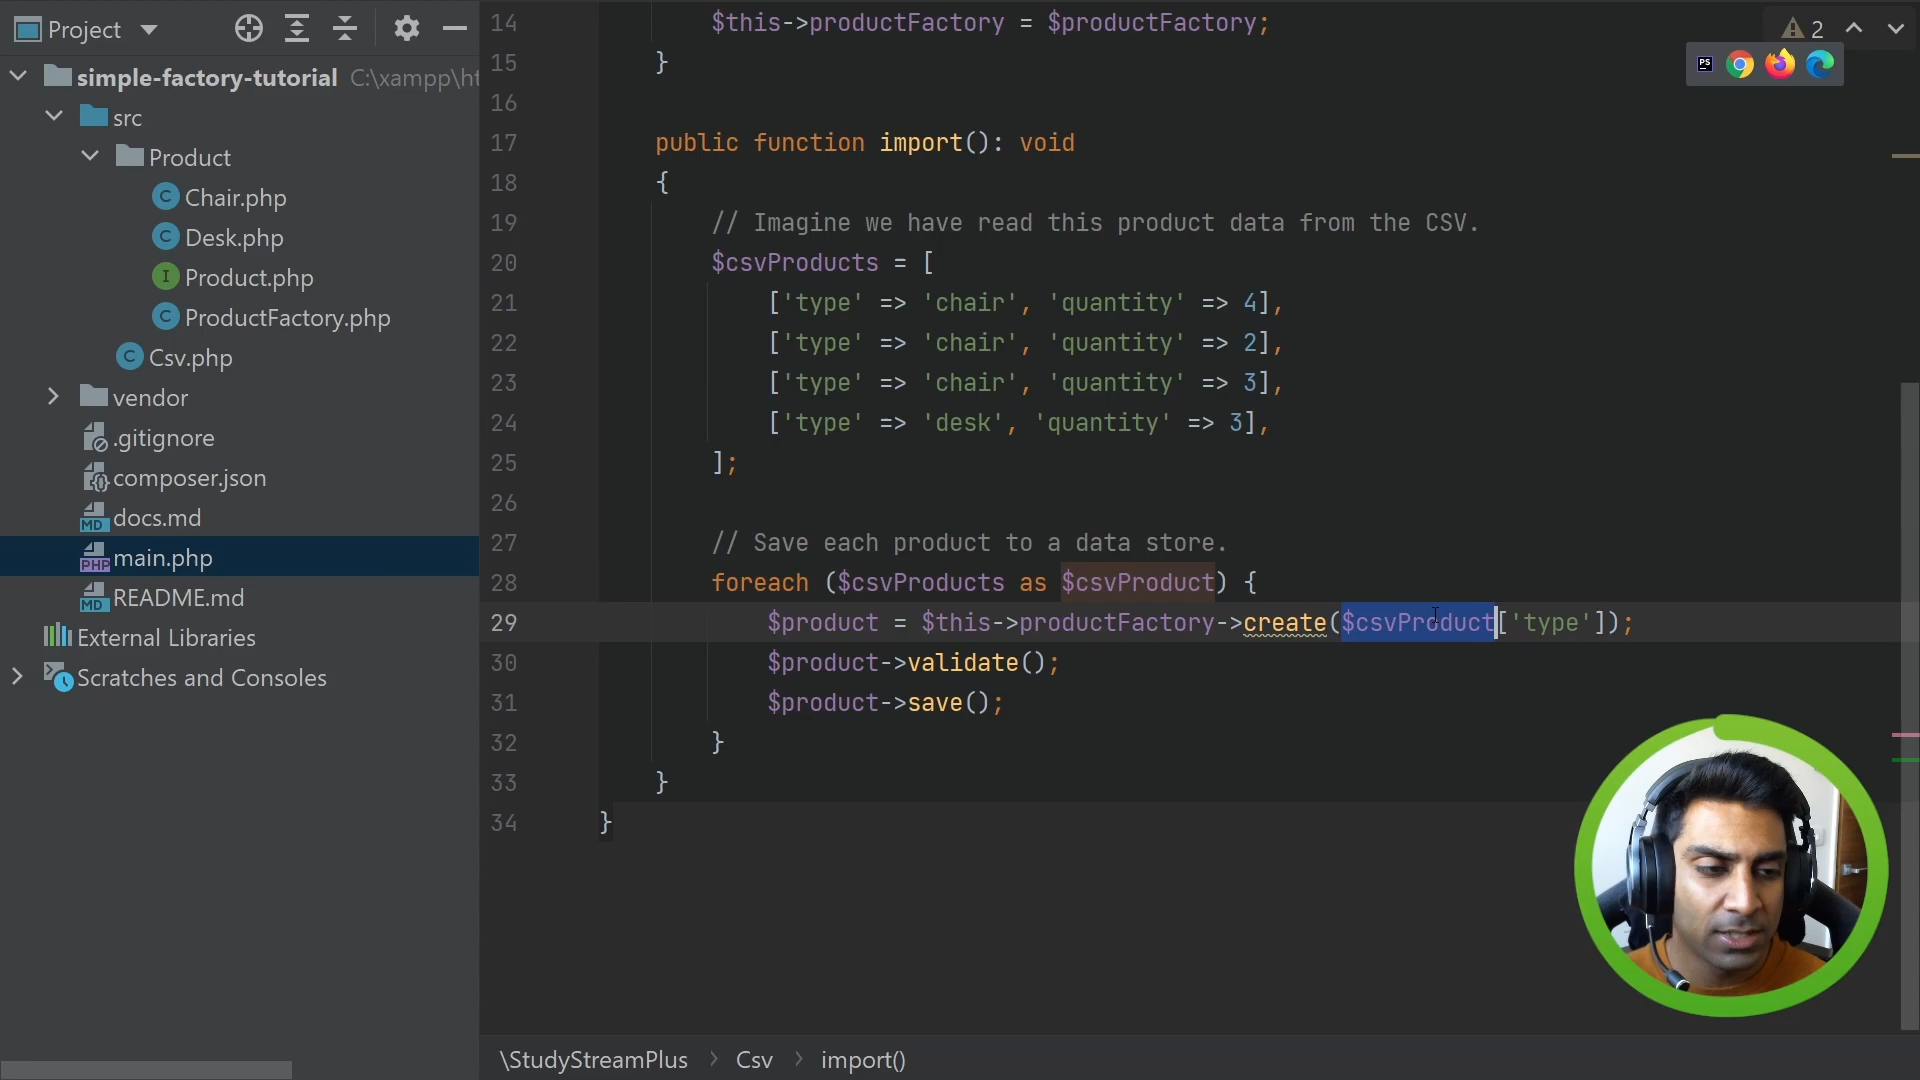 Project
simple-factory-tutorial C:\xampp\ht
src
Product
Chair.php
Desk.php
Product.php
ProductFactory.php
Csv.php
vendor
.gitignore
composer.json
docs.md
main.php
README.md
External Libraries
Scratches and Consoles
2
14 $this->productFactory = $productFactory;
15 }
16
17 public function import(): void
18 {
19 // Imagine we have read this product data from the CSV.
20 $csvProducts = [
21 ['type' => 'chair', 'quantity' => 4],
22 ['type' => 'chair', 'quantity' => 2],
23 ['type' => 'chair', 'quantity' => 3],
24 ['type' => 'desk', 'quantity' => 3],
25 ];
26
27 // Save each product to a data store.
28 foreach ($csvProducts as $csvProduct) {
29 $product = $this->productFactory->create($csvProduct['type']);
30 $product->validate();
31 $product->save();
32 }
33 }
34 }
\StudyStreamPlus > Csv > import()